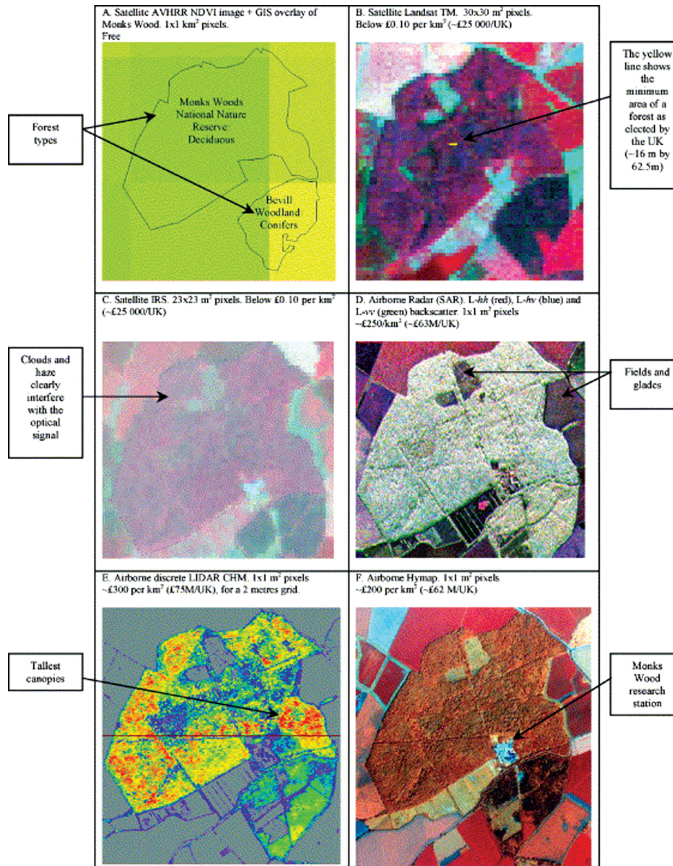 A. Satellite AVHRR NDVI image + GIS overlay of
Monks Wood. 1x1 km² pixels.
Free
Monks Woods
National Nature
Reserve:
Deciduous
Bevill
Woodland:
Conifers
Forest
types
B. Satellite Landsat TM. 30x30 m² pixels.
Below £0.10 per km² (~£25 000/UK)
The yellow
line shows
the
minimum
area of a
forest as
elected by
the UK
(~16 m by
62.5m)
C. Satellite IRS. 23x23 m² pixels. Below £0.10 per km²
(~£25 000/UK)
Clouds and
haze
clearly
interfere
with the
optical
signal
D. Airborne Radar (SAR). L-hh (red), L-hv (blue) and
L-vv (green) backscatter. 1x1 m² pixels
~£250/km² (~£63M/UK)
Fields and
glades
E. Airborne discrete LIDAR CHM. 1x1 m² pixels
~£300 per km² (£75M/UK), for a 2 metres grid.
Tallest
canopies
F. Airborne Hymap. 1x1 m² pixels
~£200 per km² (~£62 M/UK)
Monks
Wood
research
station